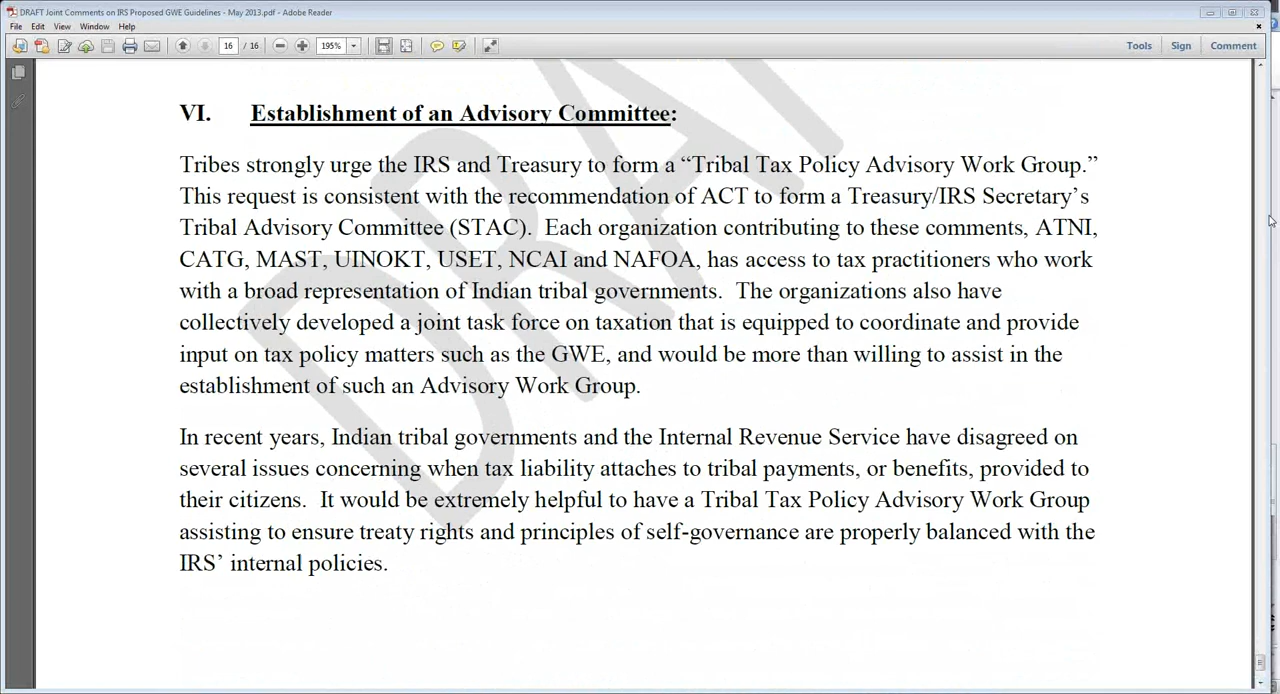 DRAFT Joint Comments on IRS Proposed GWE Guidelines - May 2013.pdf - Adobe Reader
File Edit View Window Help
16 / 16 195% Tools Sign Comment
DRAFT
VI. Establishment of an Advisory Committee:
Tribes strongly urge the IRS and Treasury to form a “Tribal Tax Policy Advisory Work Group.”
This request is consistent with the recommendation of ACT to form a Treasury/IRS Secretary’s
Tribal Advisory Committee (STAC). Each organization contributing to these comments, ATNI,
CATG, MAST, UINOKT, USET, NCAI and NAFOA, has access to tax practitioners who work
with a broad representation of Indian tribal governments. The organizations also have
collectively developed a joint task force on taxation that is equipped to coordinate and provide
input on tax policy matters such as the GWE, and would be more than willing to assist in the
establishment of such an Advisory Work Group.
In recent years, Indian tribal governments and the Internal Revenue Service have disagreed on
several issues concerning when tax liability attaches to tribal payments, or benefits, provided to
their citizens. It would be extremely helpful to have a Tribal Tax Policy Advisory Work Group
assisting to ensure treaty rights and principles of self-governance are properly balanced with the
IRS’ internal policies.